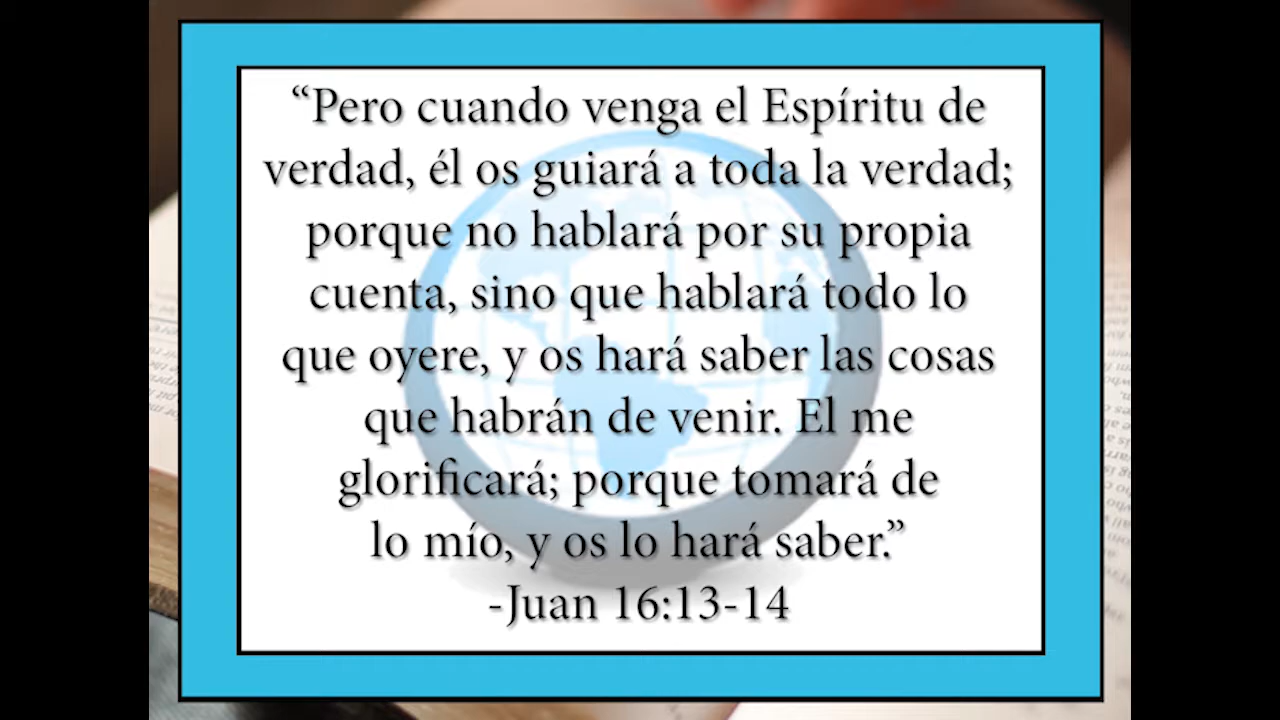 “Pero cuando venga el Espíritu de
verdad, él os guiará a toda la verdad;
porque no hablará por su propia
cuenta, sino que hablará todo lo
que oyere, y os hará saber las cosas
que habrán de venir. El me
glorificará; porque tomará de
lo mío, y os lo hará saber.”
-Juan 16:13-14